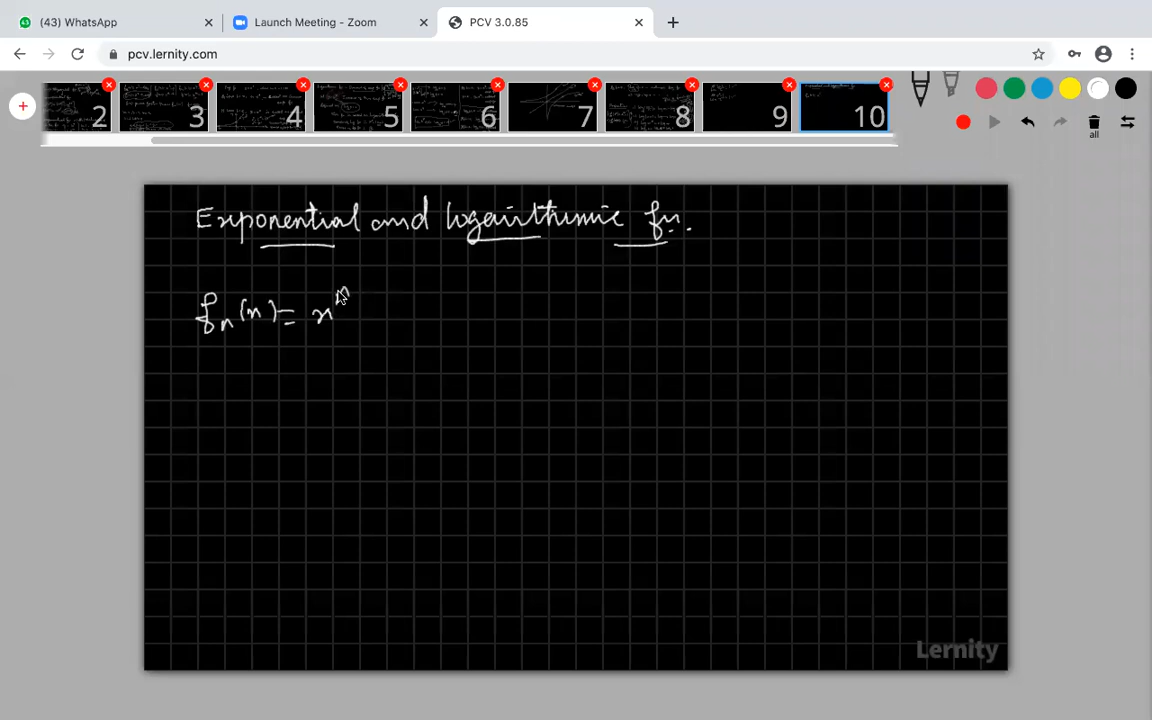 (43) WhatsApp
Launch Meeting - Zoom
PCV 3.0.85
pcv.lernity.com
2 3 4 5 6 7 8 9 10
all
Exponential and logairthmic fn.
fn(x) = x^n
Lernity